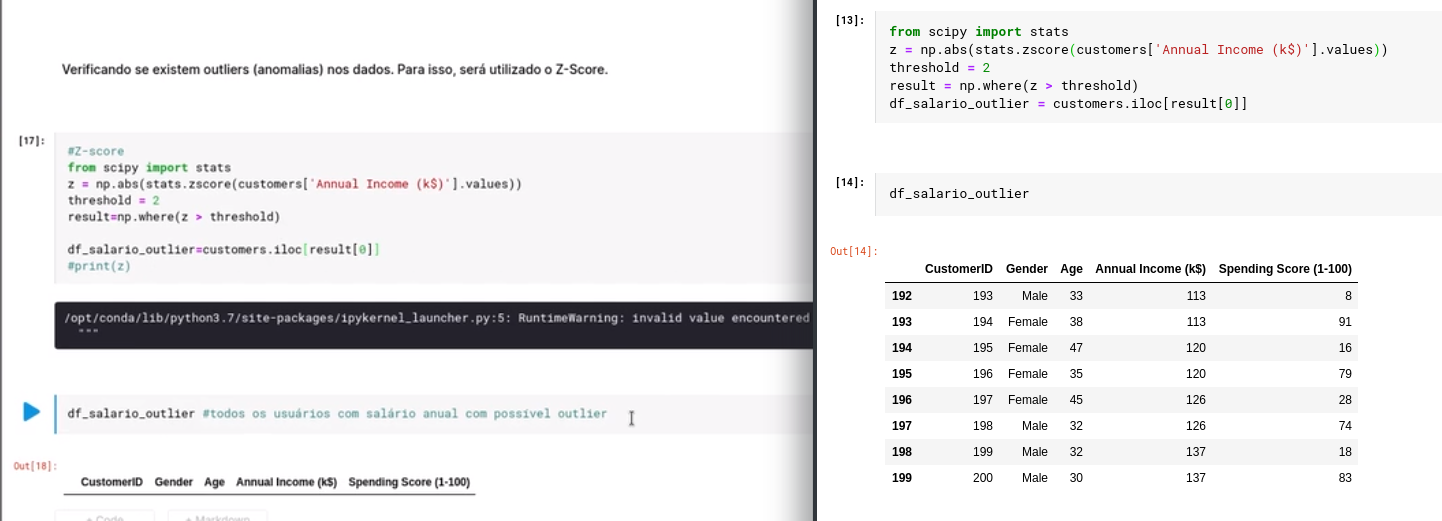 Verificando se existem outliers (anomalias) nos dados. Para isso, será utilizado o Z-Score.
[17]:
#Z-score
from scipy import stats
z = np.abs(stats.zscore(customers['Annual Income (k$)'].values))
threshold = 2
result=np.where(z > threshold)
df_salario_outlier=customers.iloc[result[0]]
#print(z)
/opt/conda/lib/python3.7/site-packages/ipykernel_launcher.py:5: RuntimeWarning: invalid value encountered
"""
df_salario_outlier #todos os usuários com salário anual com possível outlier
Out[18]:
CustomerID Gender Age Annual Income (k$) Spending Score (1-100)
+ Code + Markdown
[13]:
from scipy import stats
z = np.abs(stats.zscore(customers['Annual Income (k$)'].values))
threshold = 2
result = np.where(z > threshold)
df_salario_outlier = customers.iloc[result[0]]
[14]:
df_salario_outlier
Out[14]:
CustomerID Gender Age Annual Income (k$) Spending Score (1-100)
192 193 Male 33 113 8
193 194 Female 38 113 91
194 195 Female 47 120 16
195 196 Female 35 120 79
196 197 Female 45 126 28
197 198 Male 32 126 74
198 199 Male 32 137 18
199 200 Male 30 137 83